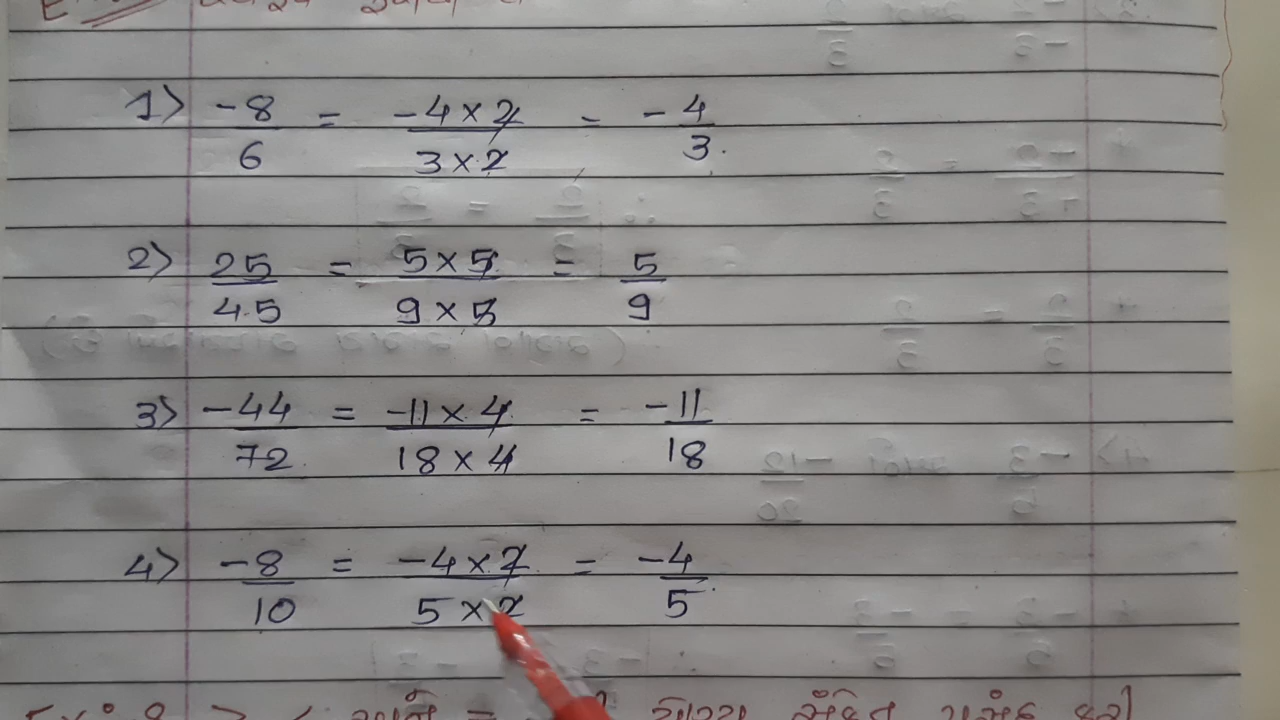 1) -8/6 = -4 × 2/3 × 2 = -4/3.
2) 25/45 = 5 × 5/9 × 5 = 5/9
3) -44/72 = -11 × 4/18 × 4 = -11/18
4) -8/10 = -4 × 2/5 × 2 = -4/5
> < અને =